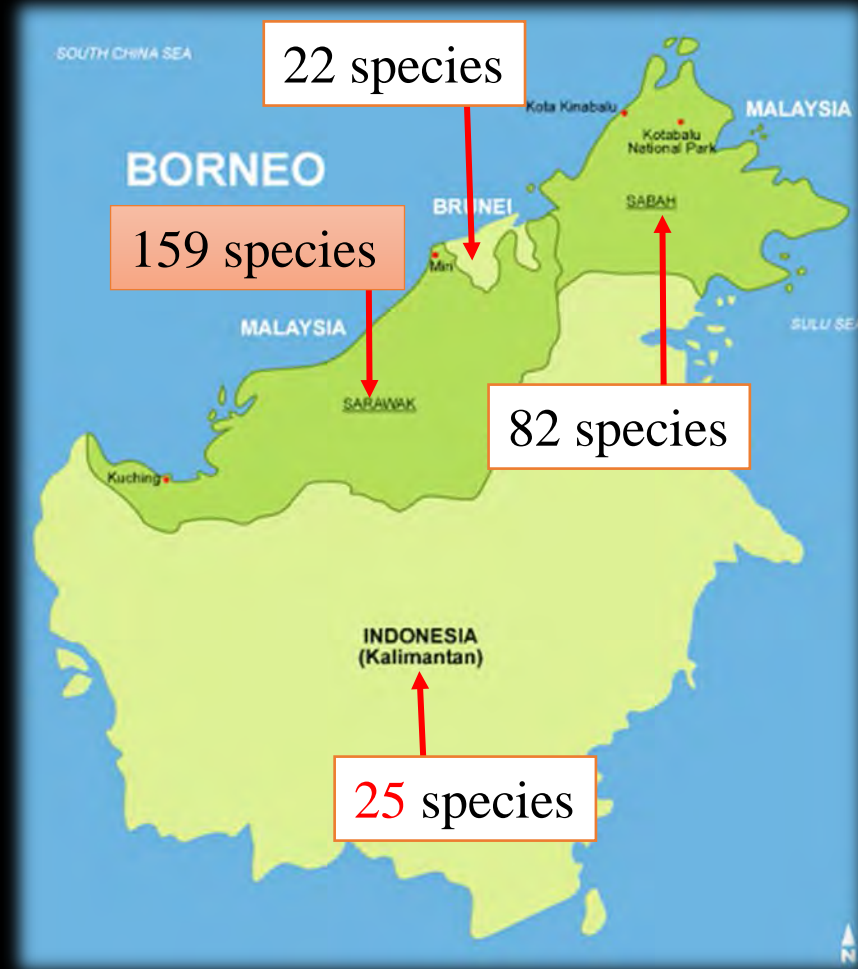 SOUTH CHINA SEA
22 species
Kota Kinabalu
MALAYSIA
Kotabalu
National Park
BORNEO
SABAH
BRUNEI
159 species
Miri
MALAYSIA
SULU SEA
SARAWAK
82 species
Kuching
INDONESIA
(Kalimantan)
25 species
N